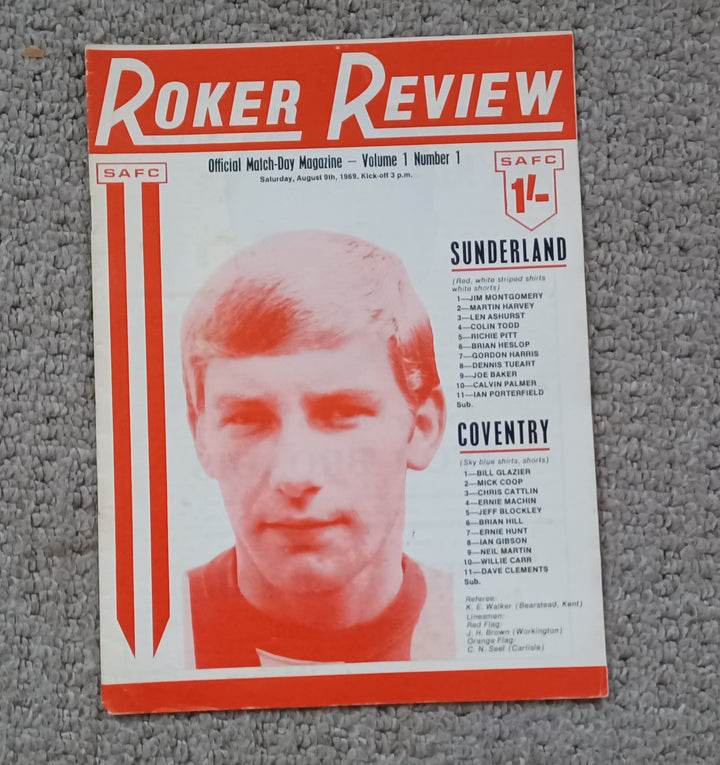 ROKER REVIEW
Official Match-Day Magazine – Volume 1 Number 1
Saturday, August 9th, 1969. Kick-off 3 p.m.
SAFC
SAFC
1'/-
SUNDERLAND
(Red, white striped shirts
white shorts)
1—JIM MONTGOMERY
2—MARTIN HARVEY
3—LEN ASHURST
4—COLIN TODD
5—RICHIE PITT
6—BRIAN HESLOP
7—GORDON HARRIS
8—DENNIS TUEART
9—JOE BAKER
10—CALVIN PALMER
11—IAN PORTERFIELD
Sub.
COVENTRY
(Sky blue shirts, shorts)
1—BILL GLAZIER
2—MICK COOP
3—CHRIS CATTLIN
4—ERNIE MACHIN
5—JEFF BLOCKLEY
6—BRIAN HILL
7—ERNIE HUNT
8—IAN GIBSON
9—NEIL MARTIN
10—WILLIE CARR
11—DAVE CLEMENTS
Sub.
Referee:
K. E. Walker (Bearstead, Kent)
Linesmen:
Red Flag:
J. H. Brown (Workington)
Orange Flag:
C. N. Seel (Carlisle)